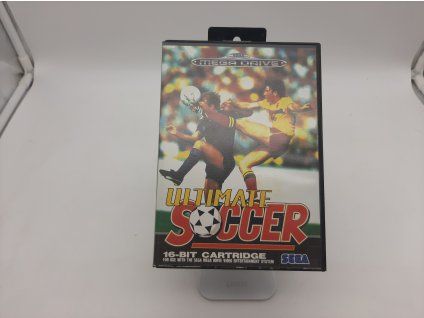 MEGA DRIVE
ULTIMATE
SOCCER
16-BIT CARTRIDGE
FOR USE WITH THE SEGA MEGA DRIVE VIDEO ENTERTAINMENT SYSTEM
SEGA